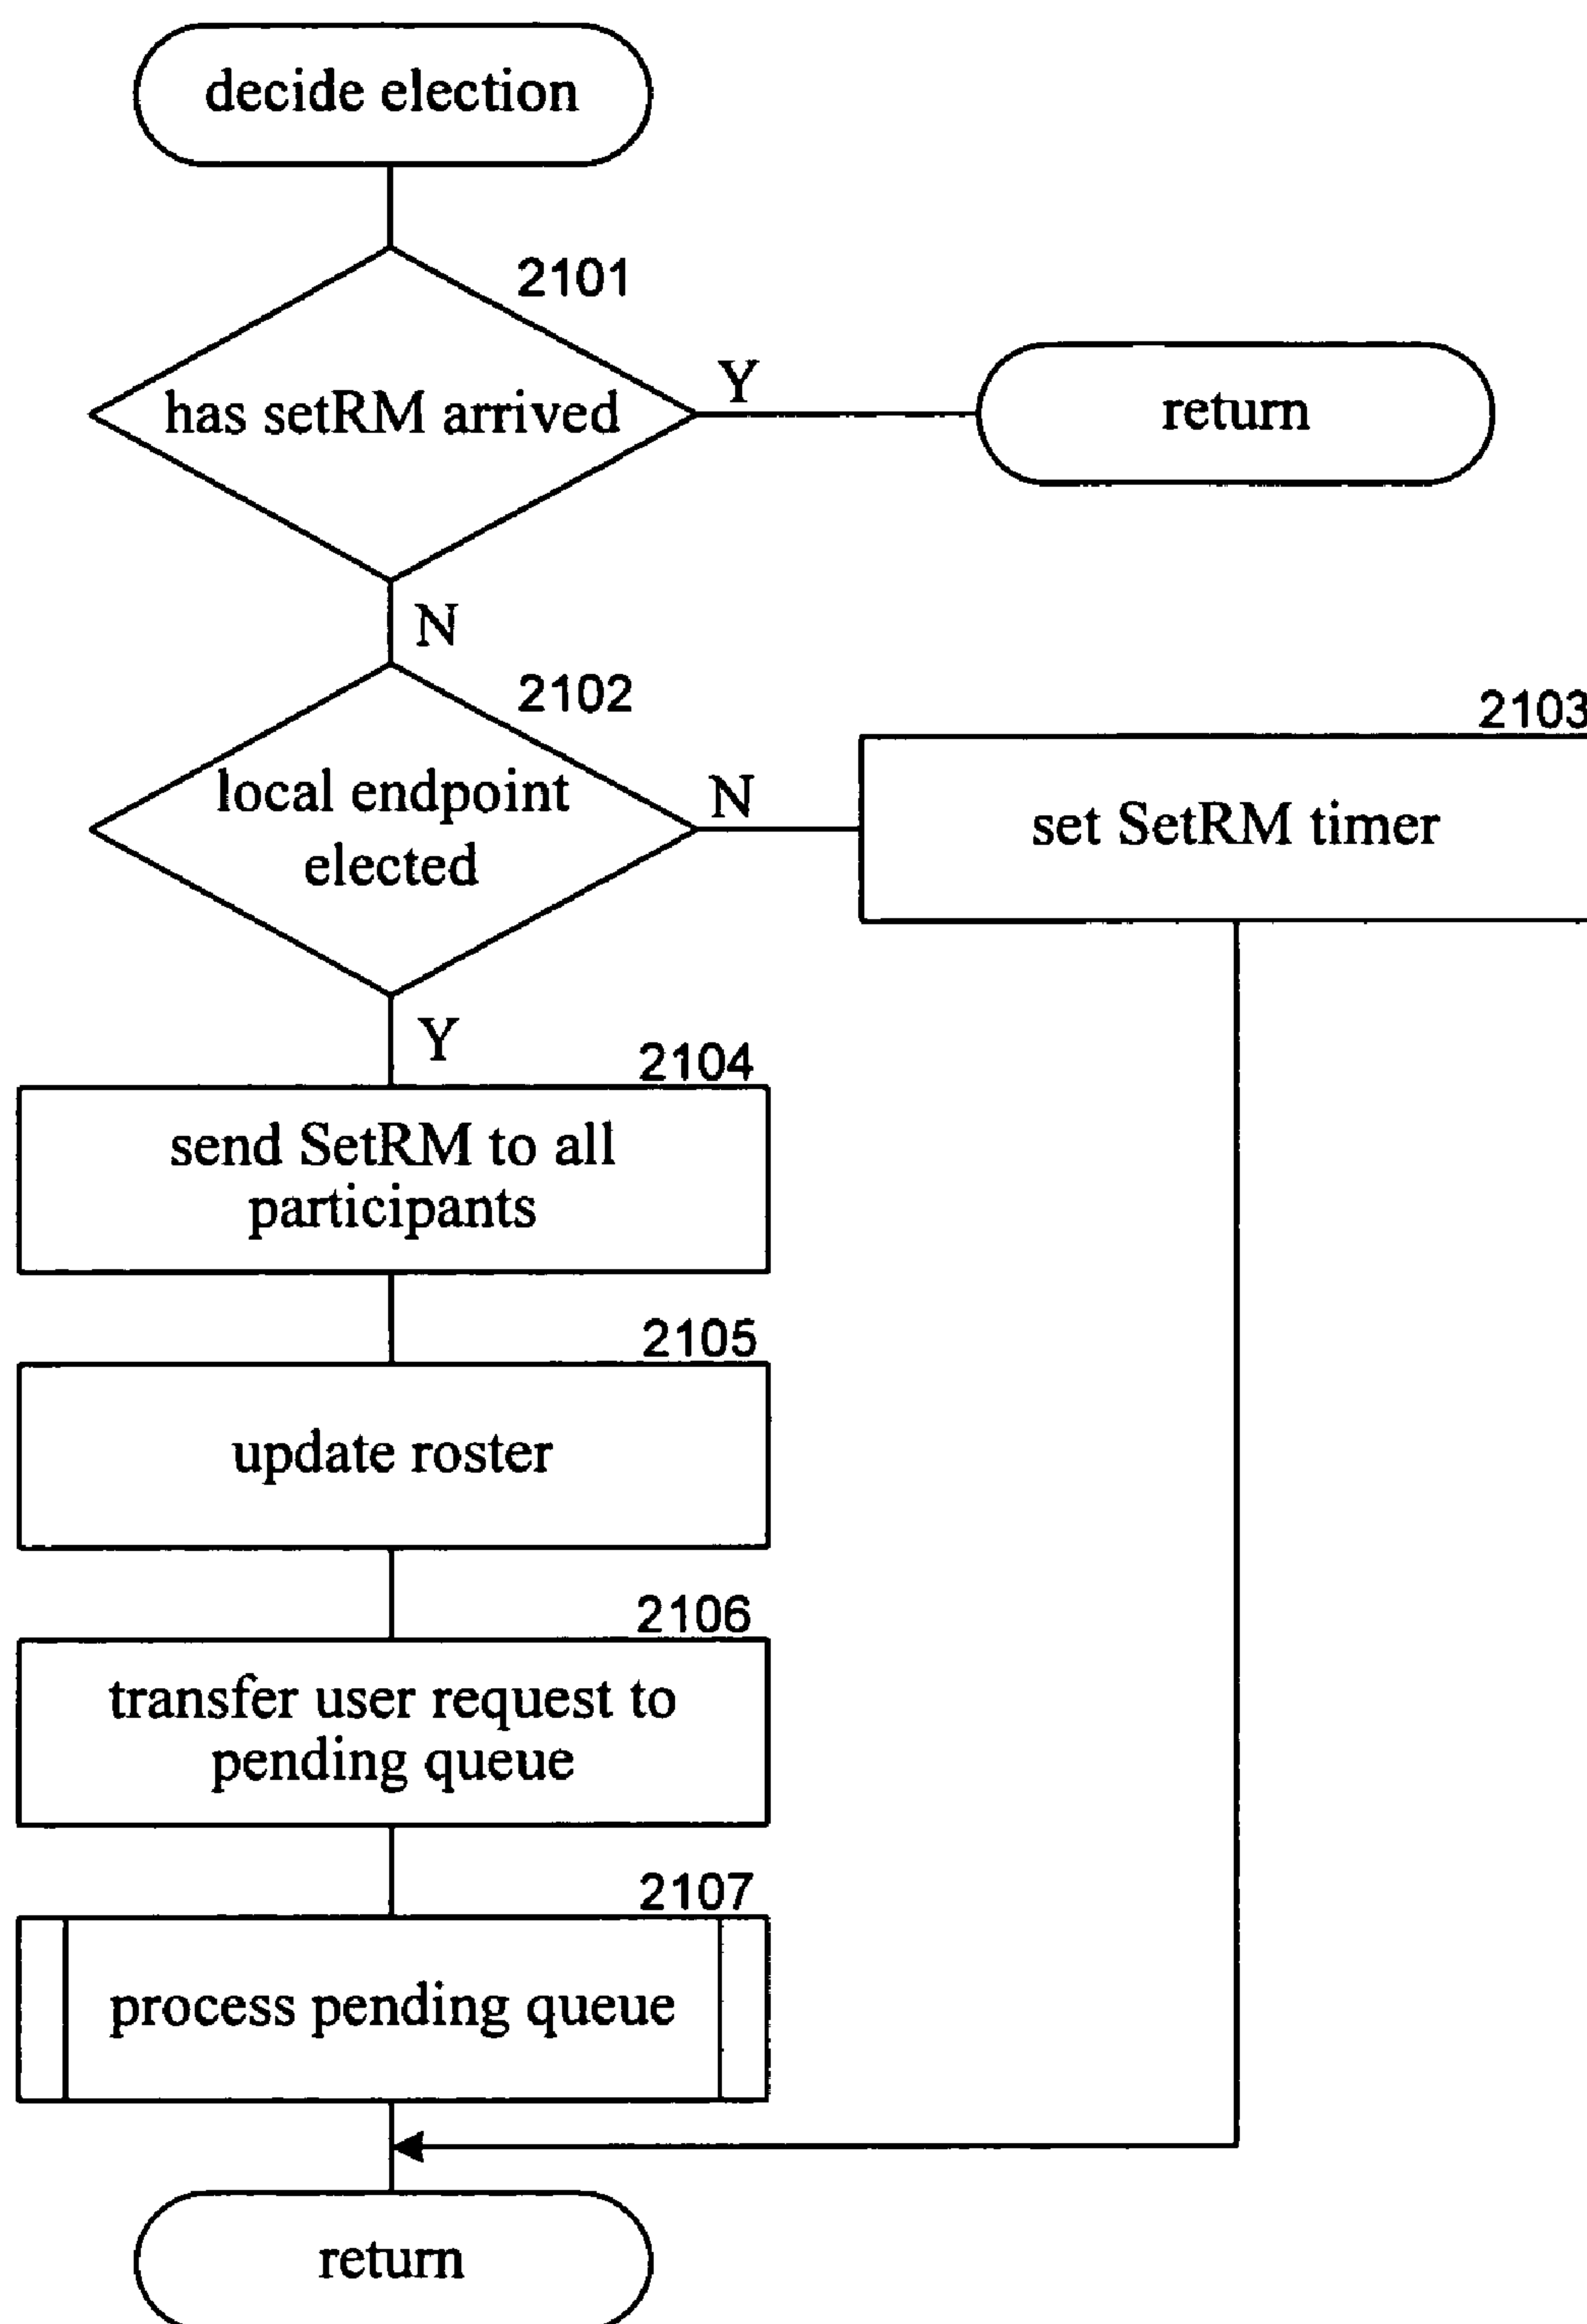 decide election
2101
has setRM arrived
Y
return
N
2102
local endpoint
elected
N
2103
set SetRM timer
Y
2104
send SetRM to all
participants
2105
update roster
2106
transfer user request to
pending queue
2107
process pending queue
return